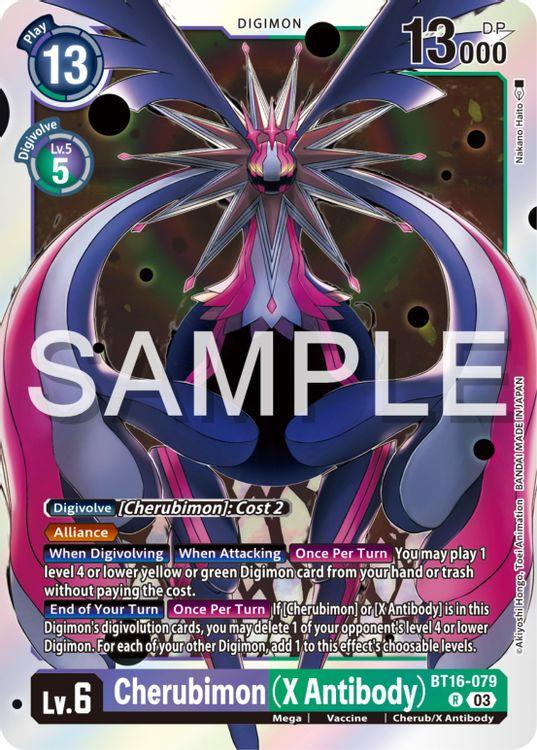 DIGIMON
Play
13
13000
DP
Digivolve
Lv.5
5
Nakano Haito
SAMPLE
©Akiyoshi Hongo, Toei Animation BANDAI MADE IN JAPAN
Digivolve [Cherubimon]: Cost 2
Alliance
When Digivolving When Attacking Once Per Turn You may play 1
level 4 or lower yellow or green Digimon card from your hand or trash
without paying the cost.
End of Your Turn Once Per Turn If [Cherubimon] or [X Antibody] is in this
Digimon's digivolution cards, you may delete 1 of your opponent's level 4 or lower
Digimon. For each of your other Digimon, add 1 to this effect's choosable levels.
Lv.6
Cherubimon (X Antibody)
BT16-079
R 03
Mega Vaccine Cherub/X Antibody